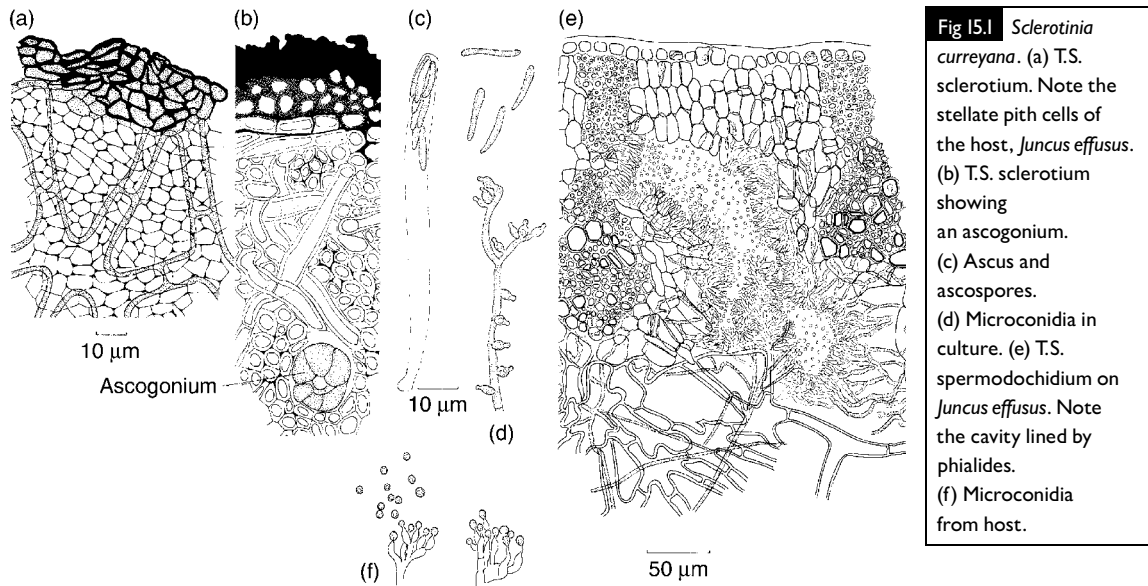 (a)
(b)
(c)
(e)
10 μm
Ascogonium
10 μm
(d)
(f)
50 μm
Fig 15.1 Sclerotinia
curreyana. (a) T.S.
sclerotium. Note the
stellate pith cells of
the host, Juncus effusus.
(b) T.S. sclerotium
showing
an ascogonium.
(c) Ascus and
ascospores.
(d) Microconidia in
culture. (e) T.S.
spermodochidium on
Juncus effusus. Note
the cavity lined by
phialides.
(f) Microconidia
from host.